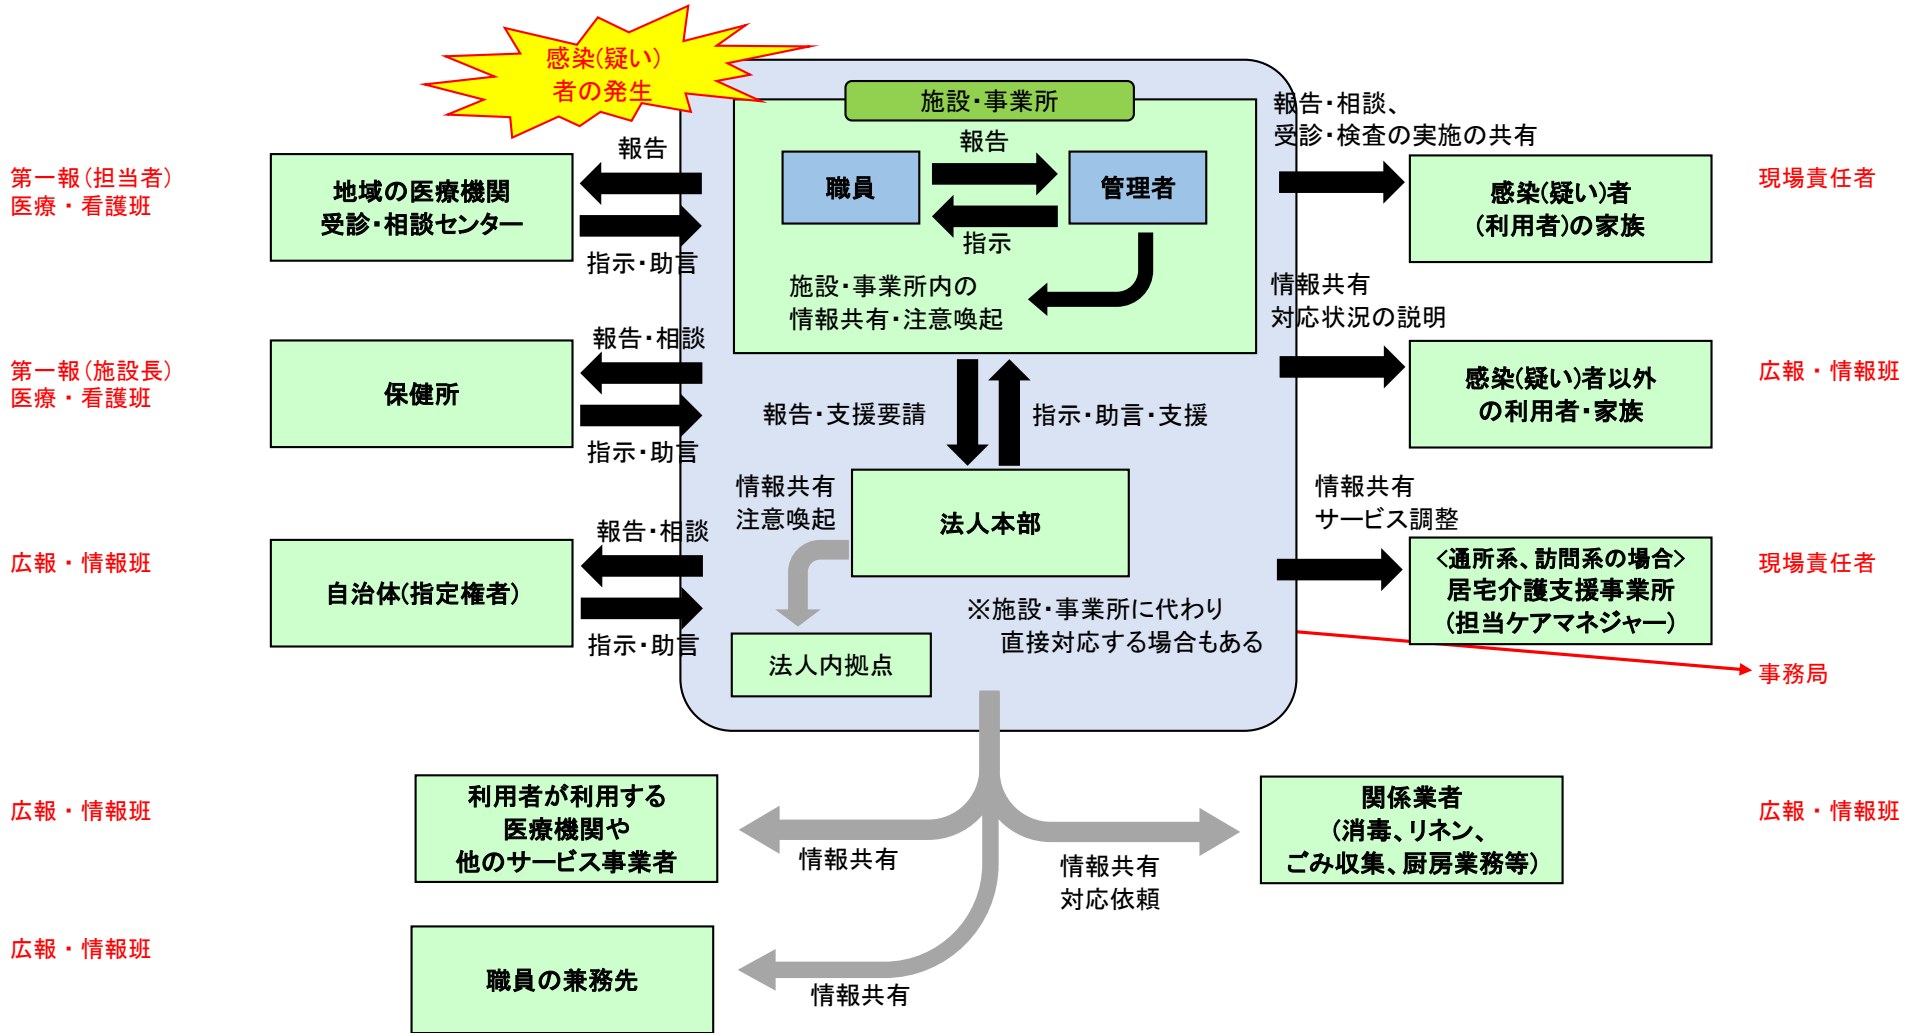 感染(疑い)
者の発生
施設・事業所
報告
職員
管理者
指示
施設・事業所内の
情報共有・注意喚起
第一報(担当者)
医療・看護班
地域の医療機関
受診・相談センター
報告
指示・助言
報告・相談、
受診・検査の実施の共有
感染(疑い)者
(利用者)の家族
現場責任者
第一報(施設長)
医療・看護班
保健所
報告・相談
指示・助言
情報共有
対応状況の説明
感染(疑い)者以外
の利用者・家族
広報・情報班
報告・支援要請
指示・助言・支援
情報共有
注意喚起
法人本部
広報・情報班
自治体(指定権者)
報告・相談
指示・助言
情報共有
サービス調整
<通所系、訪問系の場合>
居宅介護支援事業所
(担当ケアマネジャー)
現場責任者
※施設・事業所に代わり
直接対応する場合もある
法人内拠点
事務局
広報・情報班
利用者が利用する
医療機関や
他のサービス事業者
情報共有
情報共有
対応依頼
関係業者
(消毒、リネン、
ごみ収集、厨房業務等)
広報・情報班
広報・情報班
職員の兼務先
情報共有